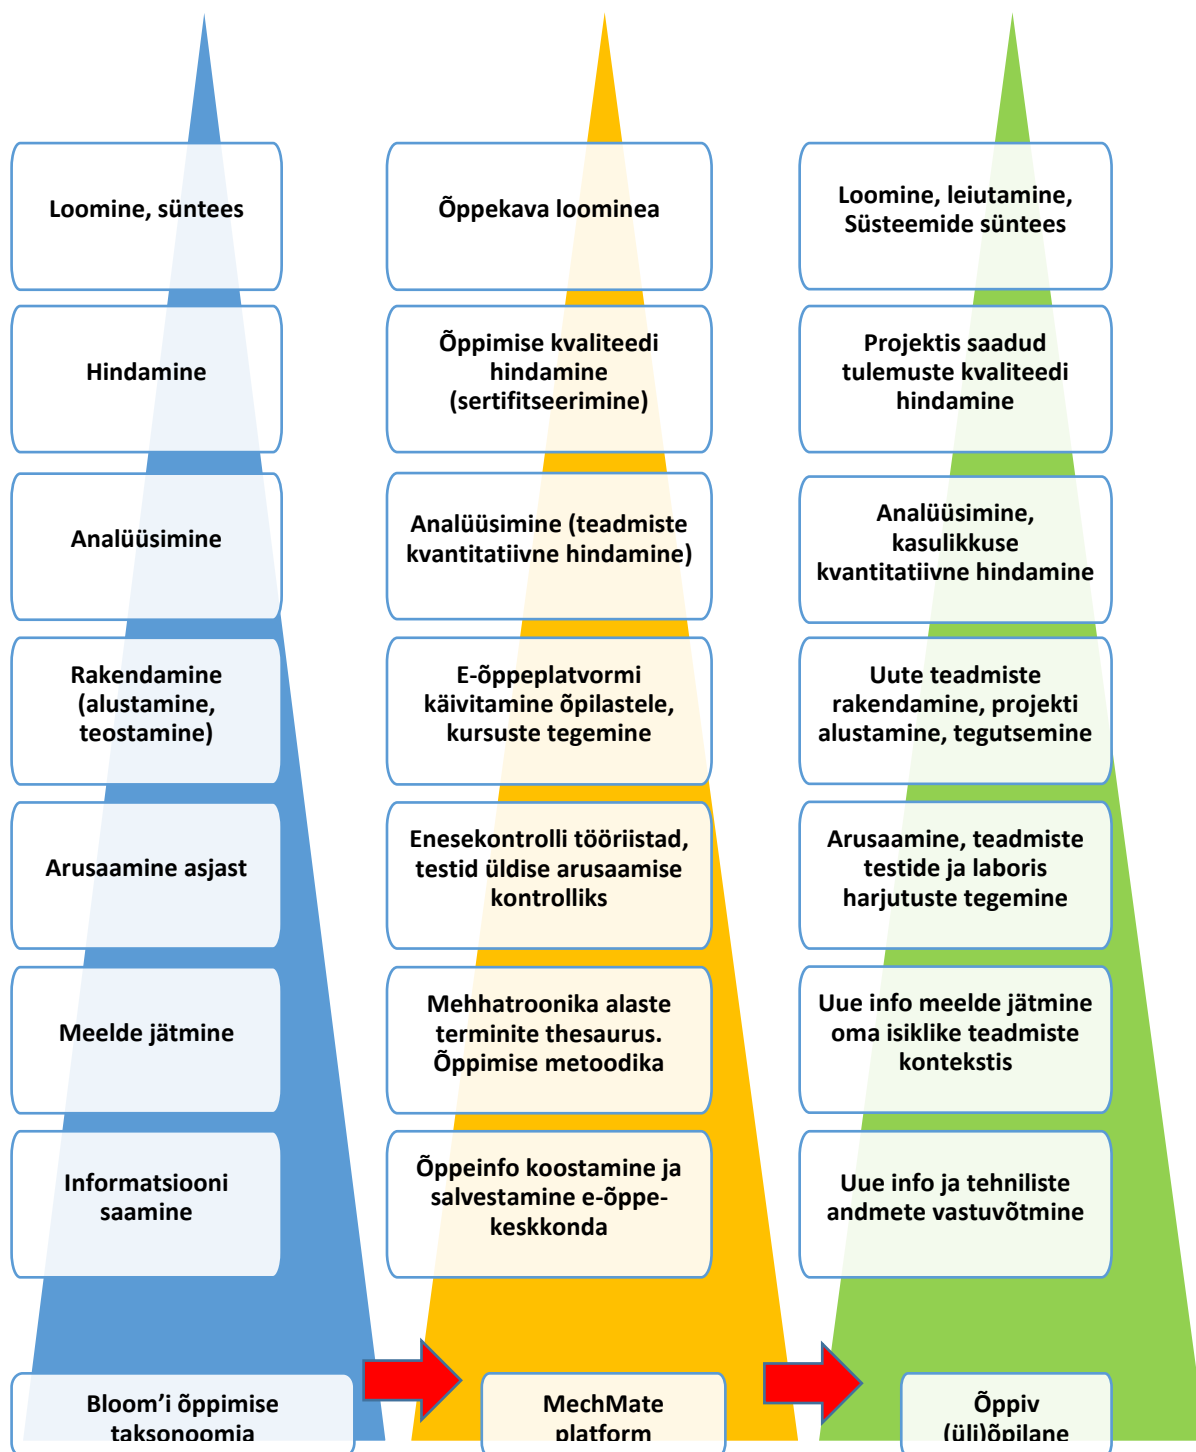 Loomine, süntees
Õppekava loominea
Loomine, leiutamine,
Süsteemide süntees
Hindamine
Õppimise kvaliteedi
hindamine
(sertifitseerimine)
Projektis saadud
tulemuste kvaliteedi
hindamine
Analüüsimine
Analüüsimine (teadmiste
kvantitatiivne hindamine)
Analüüsimine,
kasulikkuse
kvantitatiivne hindamine
Rakendamine
(alustamine,
teostamine)
E-õppeplatvormi
käivitamine õpilastele,
kursuste tegemine
Uute teadmiste
rakendamine, projekti
alustamine, tegutsemine
Arusaamine asjast
Enesekontrolli tööriistad,
testid üldise arusaamise
kontrolliks
Arusaamine, teadmiste
testide ja laboris
harjutuste tegemine
Meelde jätmine
Mehhatroonika alaste
terminite thesaurus.
Õppimise metoodika
Uue info meelde jätmine
oma isiklike teadmiste
kontekstis
Informatsiooni
saamine
Õppeinfo koostamine ja
salvestamine e-õppe-
keskkonda
Uue info ja tehniliste
andmete vastuvõtmine
Bloom’i õppimise
taksonoomia
MechMate
platform
Õppiv
(üli)õpilane